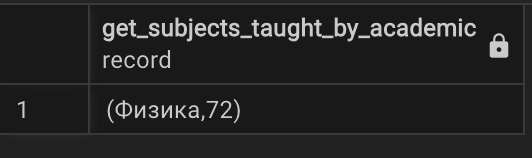 get_subjects_taught_by_academic
record
1
(Физика,72)